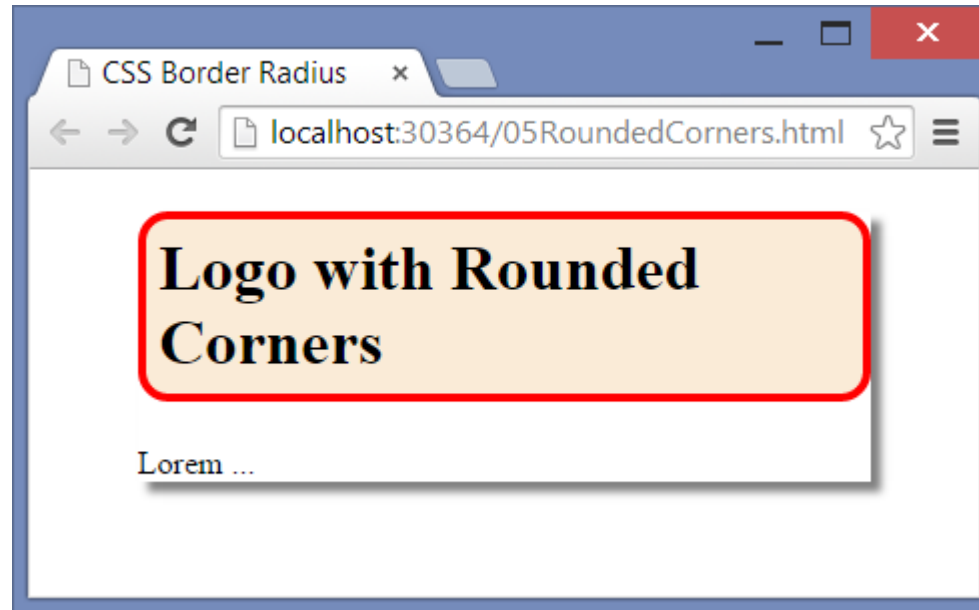 CSS Border Radius
localhost:30364/05RoundedCorners.html
Logo with Rounded
Corners
Lorem ...